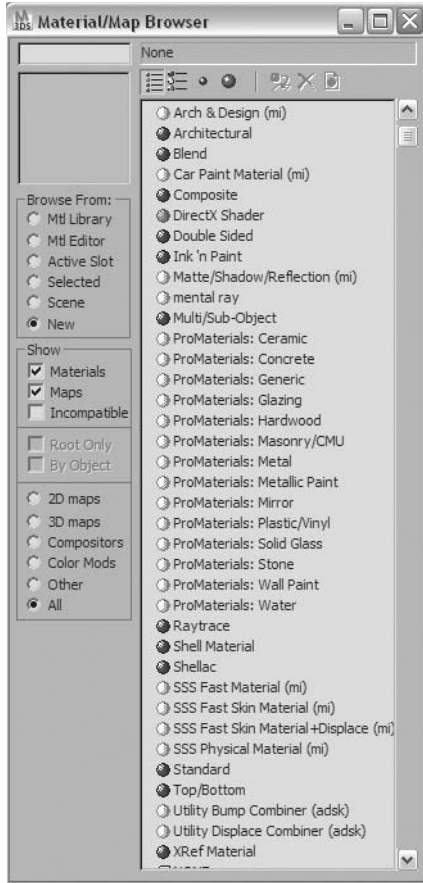 Material/Map Browser
None
Browse From:
Mtl Library
Mtl Editor
Active Slot
Selected
Scene
New
Show
Materials
Maps
Incompatible
Root Only
By Object
2D maps
3D maps
Compositors
Color Mods
Other
All
Arch & Design (mi)
Architectural
Blend
Car Paint Material (mi)
Composite
DirectX Shader
Double Sided
Ink 'n Paint
Matte/Shadow/Reflection (mi)
mental ray
Multi/Sub-Object
ProMaterials: Ceramic
ProMaterials: Concrete
ProMaterials: Generic
ProMaterials: Glazing
ProMaterials: Hardwood
ProMaterials: Masonry/CMU
ProMaterials: Metal
ProMaterials: Metallic Paint
ProMaterials: Mirror
ProMaterials: Plastic/Vinyl
ProMaterials: Solid Glass
ProMaterials: Stone
ProMaterials: Wall Paint
ProMaterials: Water
Raytrace
Shell Material
Shellac
SSS Fast Material (mi)
SSS Fast Skin Material (mi)
SSS Fast Skin Material+Displace (mi)
SSS Physical Material (mi)
Standard
Top/Bottom
Utility Bump Combiner (adsk)
Utility Displace Combiner (adsk)
XRef Material